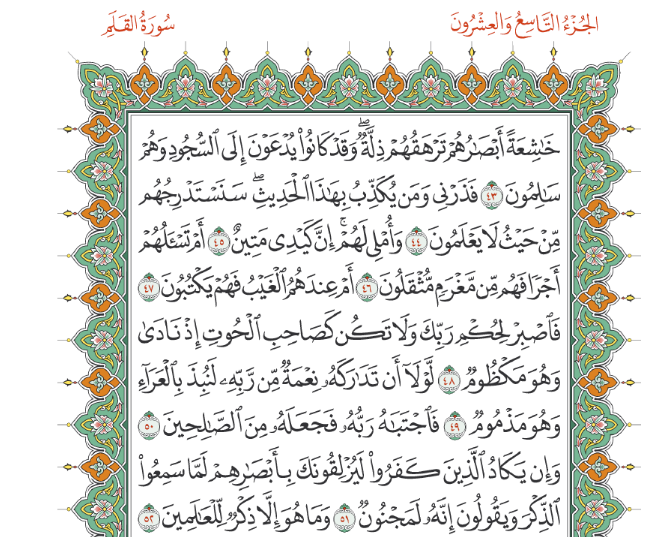 الجُزْءُ التَّاسِعُ وَالعِشْرُونَ
سُورَةُ القَلَمِ
خَٰشِعَةً أَبۡصَٰرُهُمۡ تَرۡهَقُهُمۡ ذِلَّةٞۖ وَقَدۡ كَانُواْ يُدۡعَوۡنَ إِلَى ٱلسُّجُودِ وَهُمۡ
سَٰلِمُونَ ٤٣ فَذَرۡنِي وَمَن يُكَذِّبُ بِهَٰذَا ٱلۡحَدِيثِۖ سَنَسۡتَدۡرِجُهُم
مِّنۡ حَيۡثُ لَا يَعۡلَمُونَ ٤٤ وَأُمۡلِي لَهُمۡۚ إِنَّ كَيۡدِي مَتِينٌ ٤٥ أَمۡ تَسۡـَٔلُهُمۡ
أَجۡرٗا فَهُم مِّن مَّغۡرَمٖ مُّثۡقَلُونَ ٤٦ أَمۡ عِندَهُمُ ٱلۡغَيۡبُ فَهُمۡ يَكۡتُبُونَ ٤٧
فَٱصۡبِرۡ لِحُكۡمِ رَبِّكَ وَلَا تَكُن كَصَاحِبِ ٱلۡحُوتِ إِذۡ نَادَىٰ
وَهُوَ مَكۡظُومٞ ٤٨ لَّوۡلَآ أَن تَدَٰرَكَهُۥ نِعۡمَةٞ مِّن رَّبِّهِۦ لَنُبِذَ بِٱلۡعَرَآءِ
وَهُوَ مَذۡمُومٞ ٤٩ فَٱجۡتَبَٰهُ رَبُّهُۥ فَجَعَلَهُۥ مِنَ ٱلصَّٰلِحِينَ ٥٠
وَإِن يَكَادُ ٱلَّذِينَ كَفَرُواْ لَيُزۡلِقُونَكَ بِأَبۡصَٰرِهِمۡ لَمَّا سَمِعُواْ
ٱلذِّكۡرَ وَيَقُولُونَ إِنَّهُۥ لَمَجۡنُونٞ ٥١ وَمَا هُوَ إِلَّا ذِكۡرٞ لِّلۡعَٰلَمِينَ ٥٢